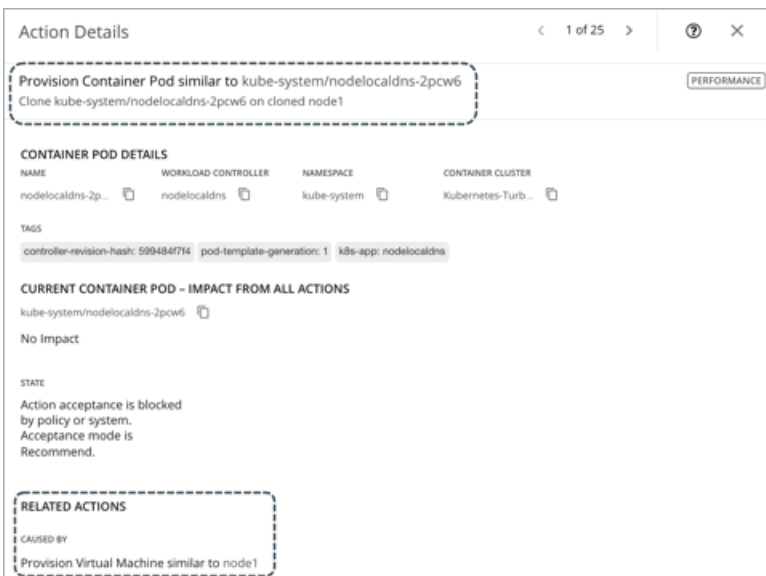 Action Details
1 of 25
Provision Container Pod similar to kube-system/nodelocaldns-2pcw6
PERFORMANCE
Clone kube-system/nodelocaldns-2pcw6 on cloned node1
CONTAINER POD DETAILS
NAME WORKLOAD CONTROLLER NAMESPACE CONTAINER CLUSTER
nodelocaldns-2p... nodelocaldns kube-system Kubernetes-Turb...
TAGS
controller-revision-hash: 599484f7f4 pod-template-generation: 1 k8s-app: nodelocaldns
CURRENT CONTAINER POD – IMPACT FROM ALL ACTIONS
kube-system/nodelocaldns-2pcw6
No Impact
STATE
Action acceptance is blocked
by policy or system.
Acceptance mode is
Recommend.
RELATED ACTIONS
CAUSED BY
Provision Virtual Machine similar to node1